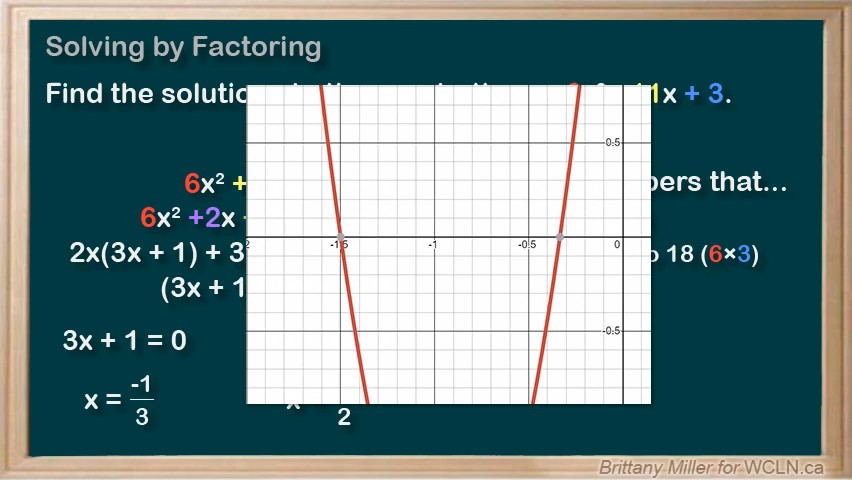 Solving by Factoring
Find the 11x + 3.
6x² +
bers that...
6x² +2x
2x(3x + 1) + 3
18 (6×3)
(3x + 1
3x + 1 = 0
x = -1
3
x
2
0.5
-1.5 -1 -0.5 0
-0.5
Brittany Miller for WCLN.ca